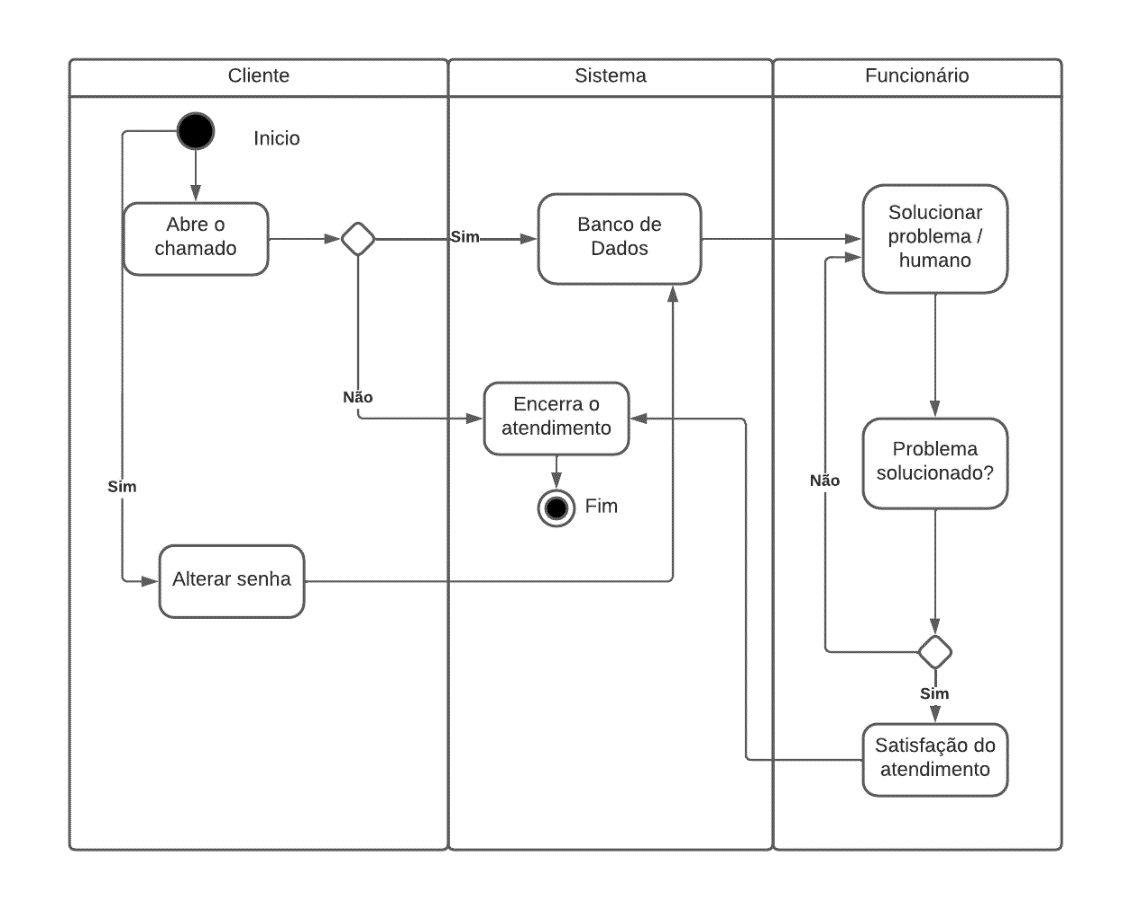 Cliente
Sistema
Funcionário
Inicio
Abre o
chamado
Sim
Banco de
Dados
Solucionar
problema /
humano
Não
Encerra o
atendimento
Problema
solucionado?
Não
Sim
Fim
Alterar senha
Sim
Satisfação do
atendimento